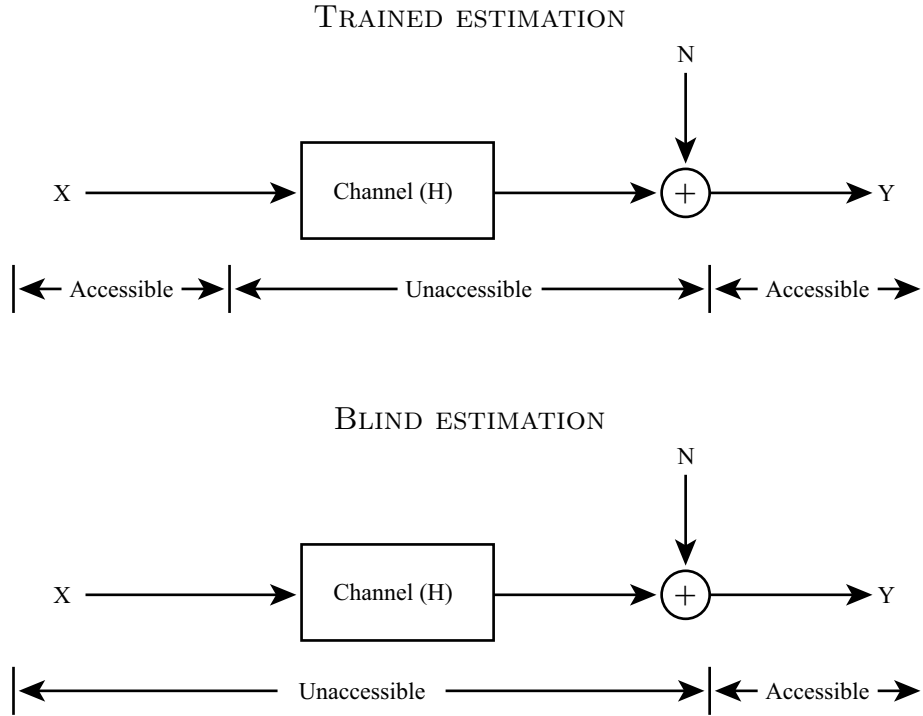 TRAINED ESTIMATION
N
X
Channel (H)
+
Y
Accessible
Unaccessible
Accessible
BLIND ESTIMATION
N
X
Channel (H)
+
Y
Unaccessible
Accessible